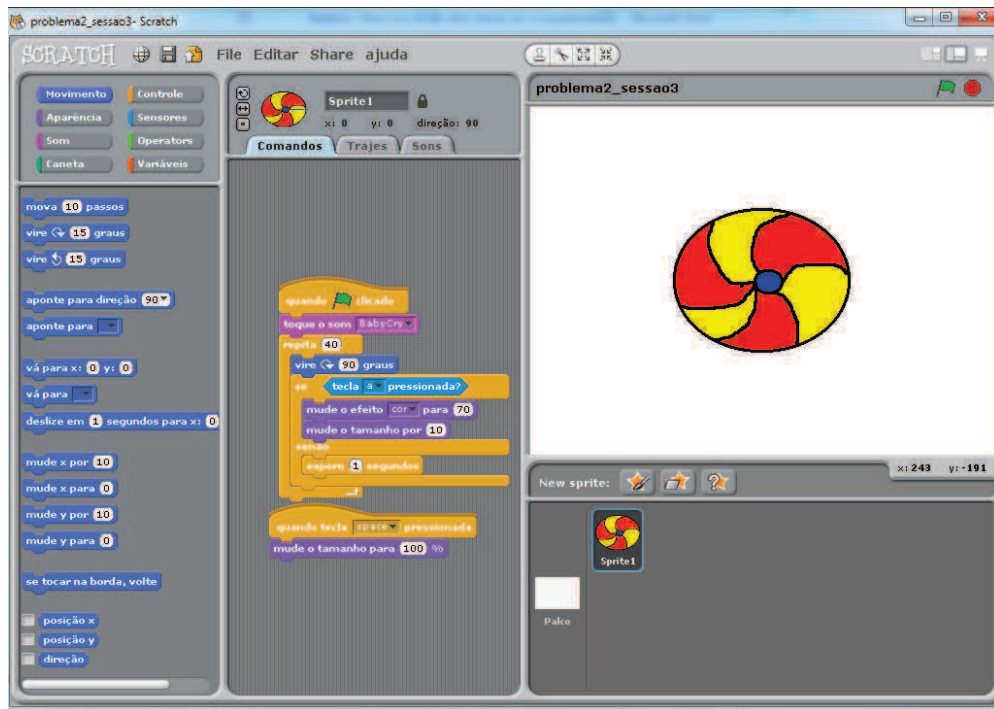 problema2_sessao3- Scratch
SCRATCH File Editar Share ajuda
Movimento Controle
Aparência Sensores
Som Operators
Caneta Variáveis
mova 10 passos
vire 15 graus
vire 15 graus
aponte para direção 90
aponte para
vá para x: 0 y: 0
vá para
deslize em 1 segundos para x: 0
mude x por 10
mude x para 0
mude y por 10
mude y para 0
se tocar na borda, volte
posição x
posição y
direção
Sprite1
x: 0 y: 0 direção: 90
Comandos Trajes Sons
quando clicado
toque o som BabyCry
repita 40
vire 90 graus
se tecla a pressionada?
mude o efeito cor para 70
mude o tamanho por 10
senão
espere 1 segundos
quando tecla space pressionada
mude o tamanho para 100 %
problema2_sessao3
x: 243 y: -191
New sprite:
Sprite1
Palco